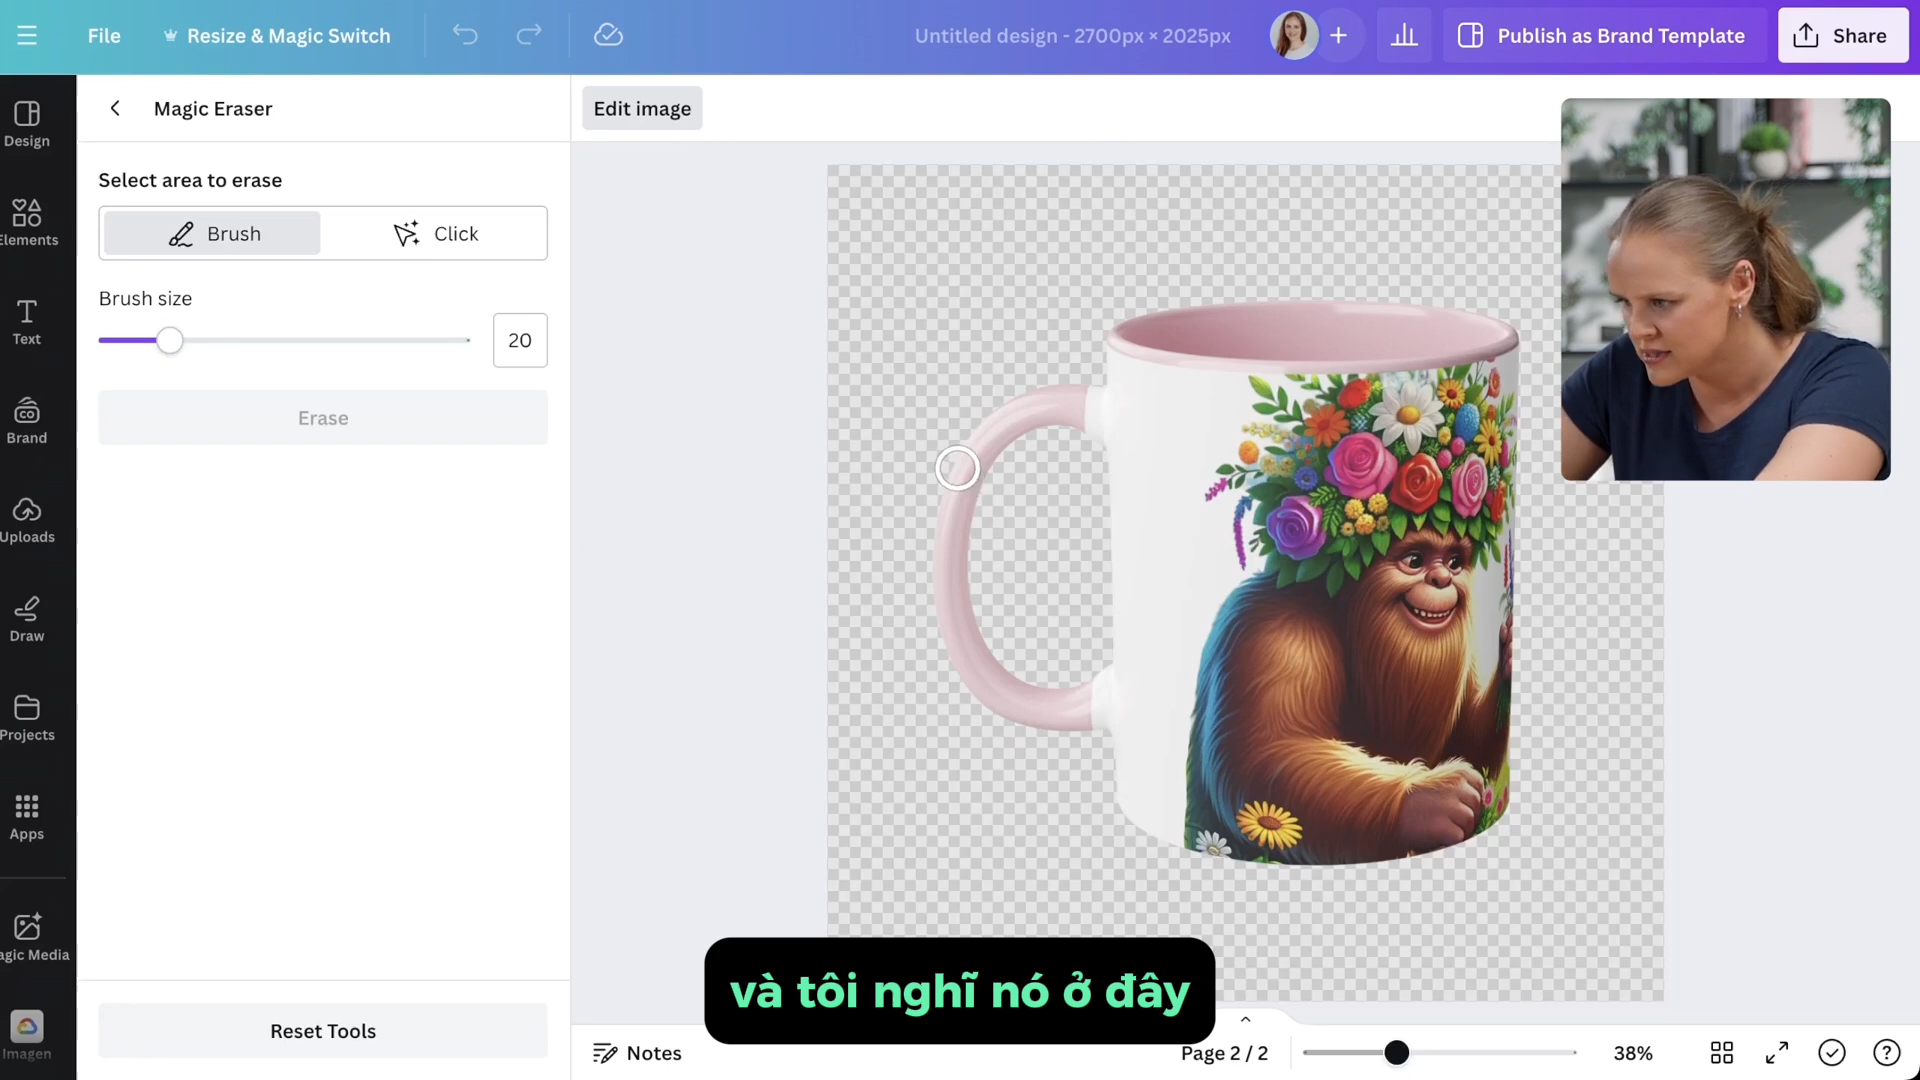 File
Resize & Magic Switch
Untitled design - 2700px × 2025px
Publish as Brand Template
Share
Design
Elements
Text
Brand
Uploads
Draw
Projects
Apps
agic Media
Imagen
Magic Eraser
Select area to erase
Brush
Click
Brush size
20
Erase
Reset Tools
Edit image
và tôi nghĩ nó ở đây
Notes
Page 2 / 2
38%